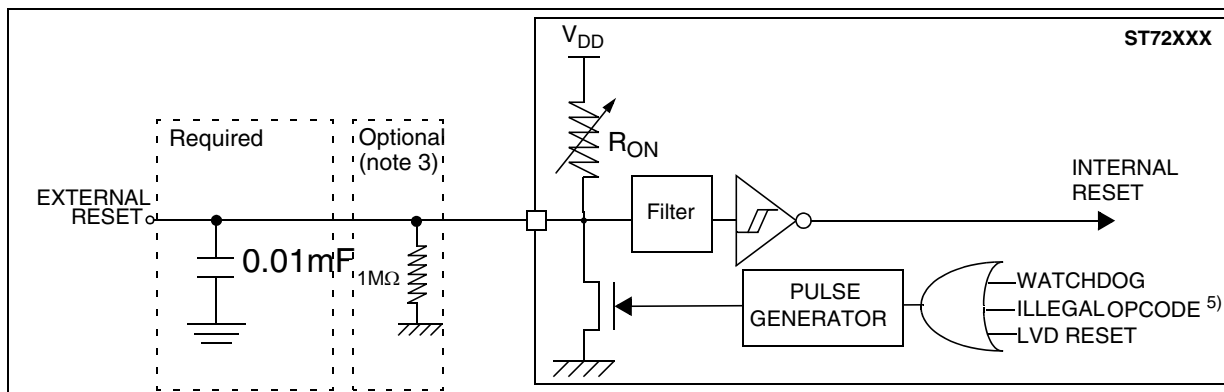 V_DD
ST72XXX
Required
Optional
(note 3)
R_ON
INTERNAL
RESET
EXTERNAL
RESET
Filter
0.01mF
1MΩ
PULSE
GENERATOR
WATCHDOG
ILLEGAL OPCODE 5)
LVD RESET